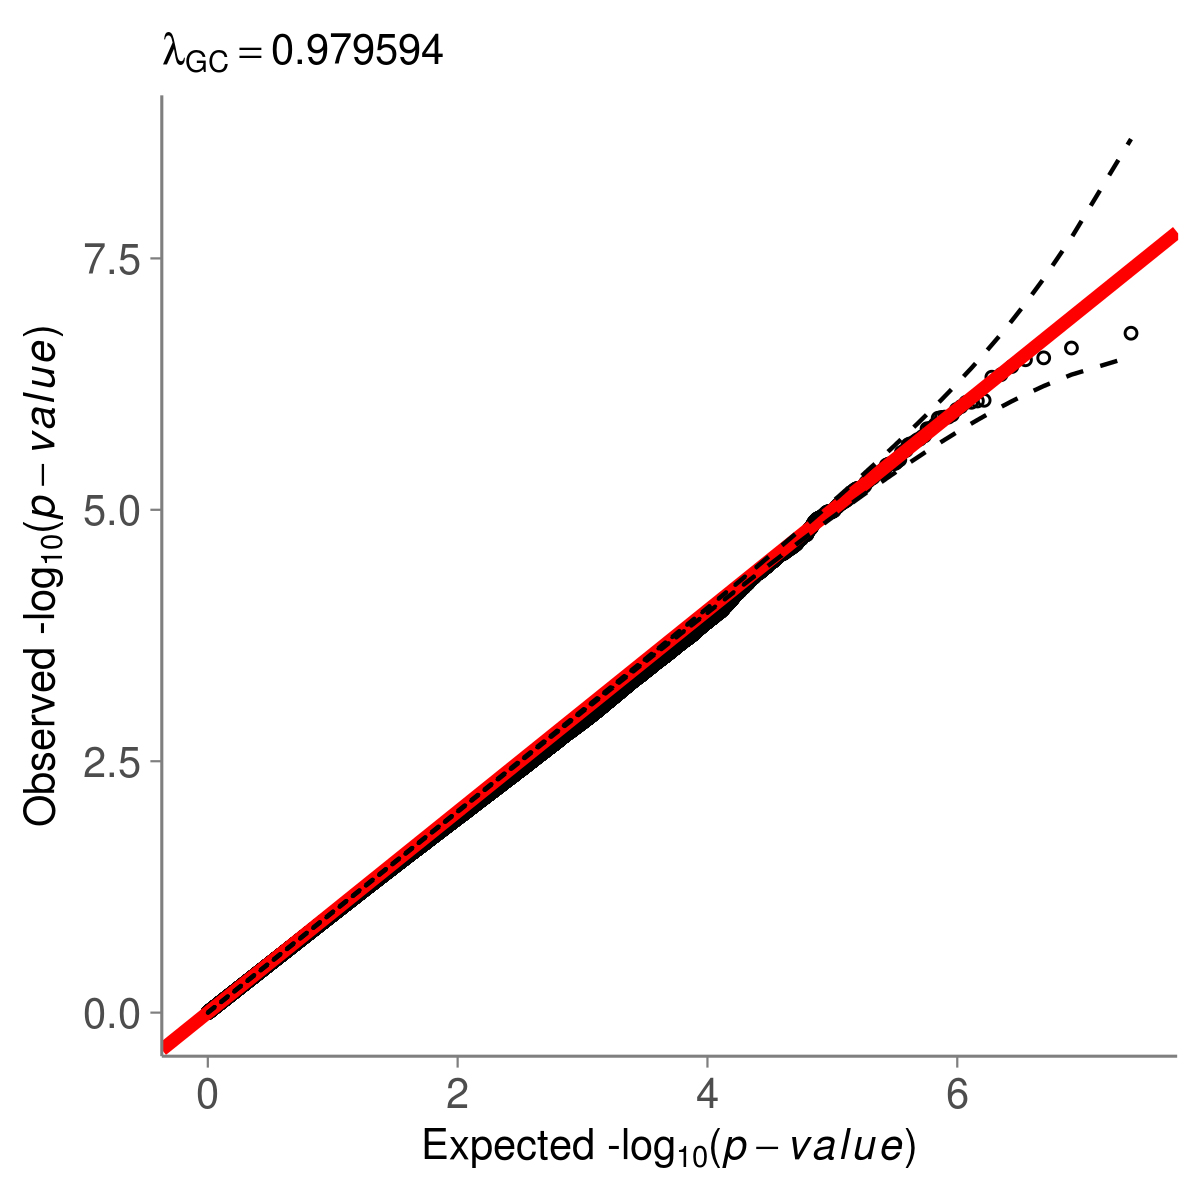 λGC = 0.979594
7.5
5.0
2.5
0.0
Observed -log10(p − value)
0 2 4 6
Expected -log10(p − value)